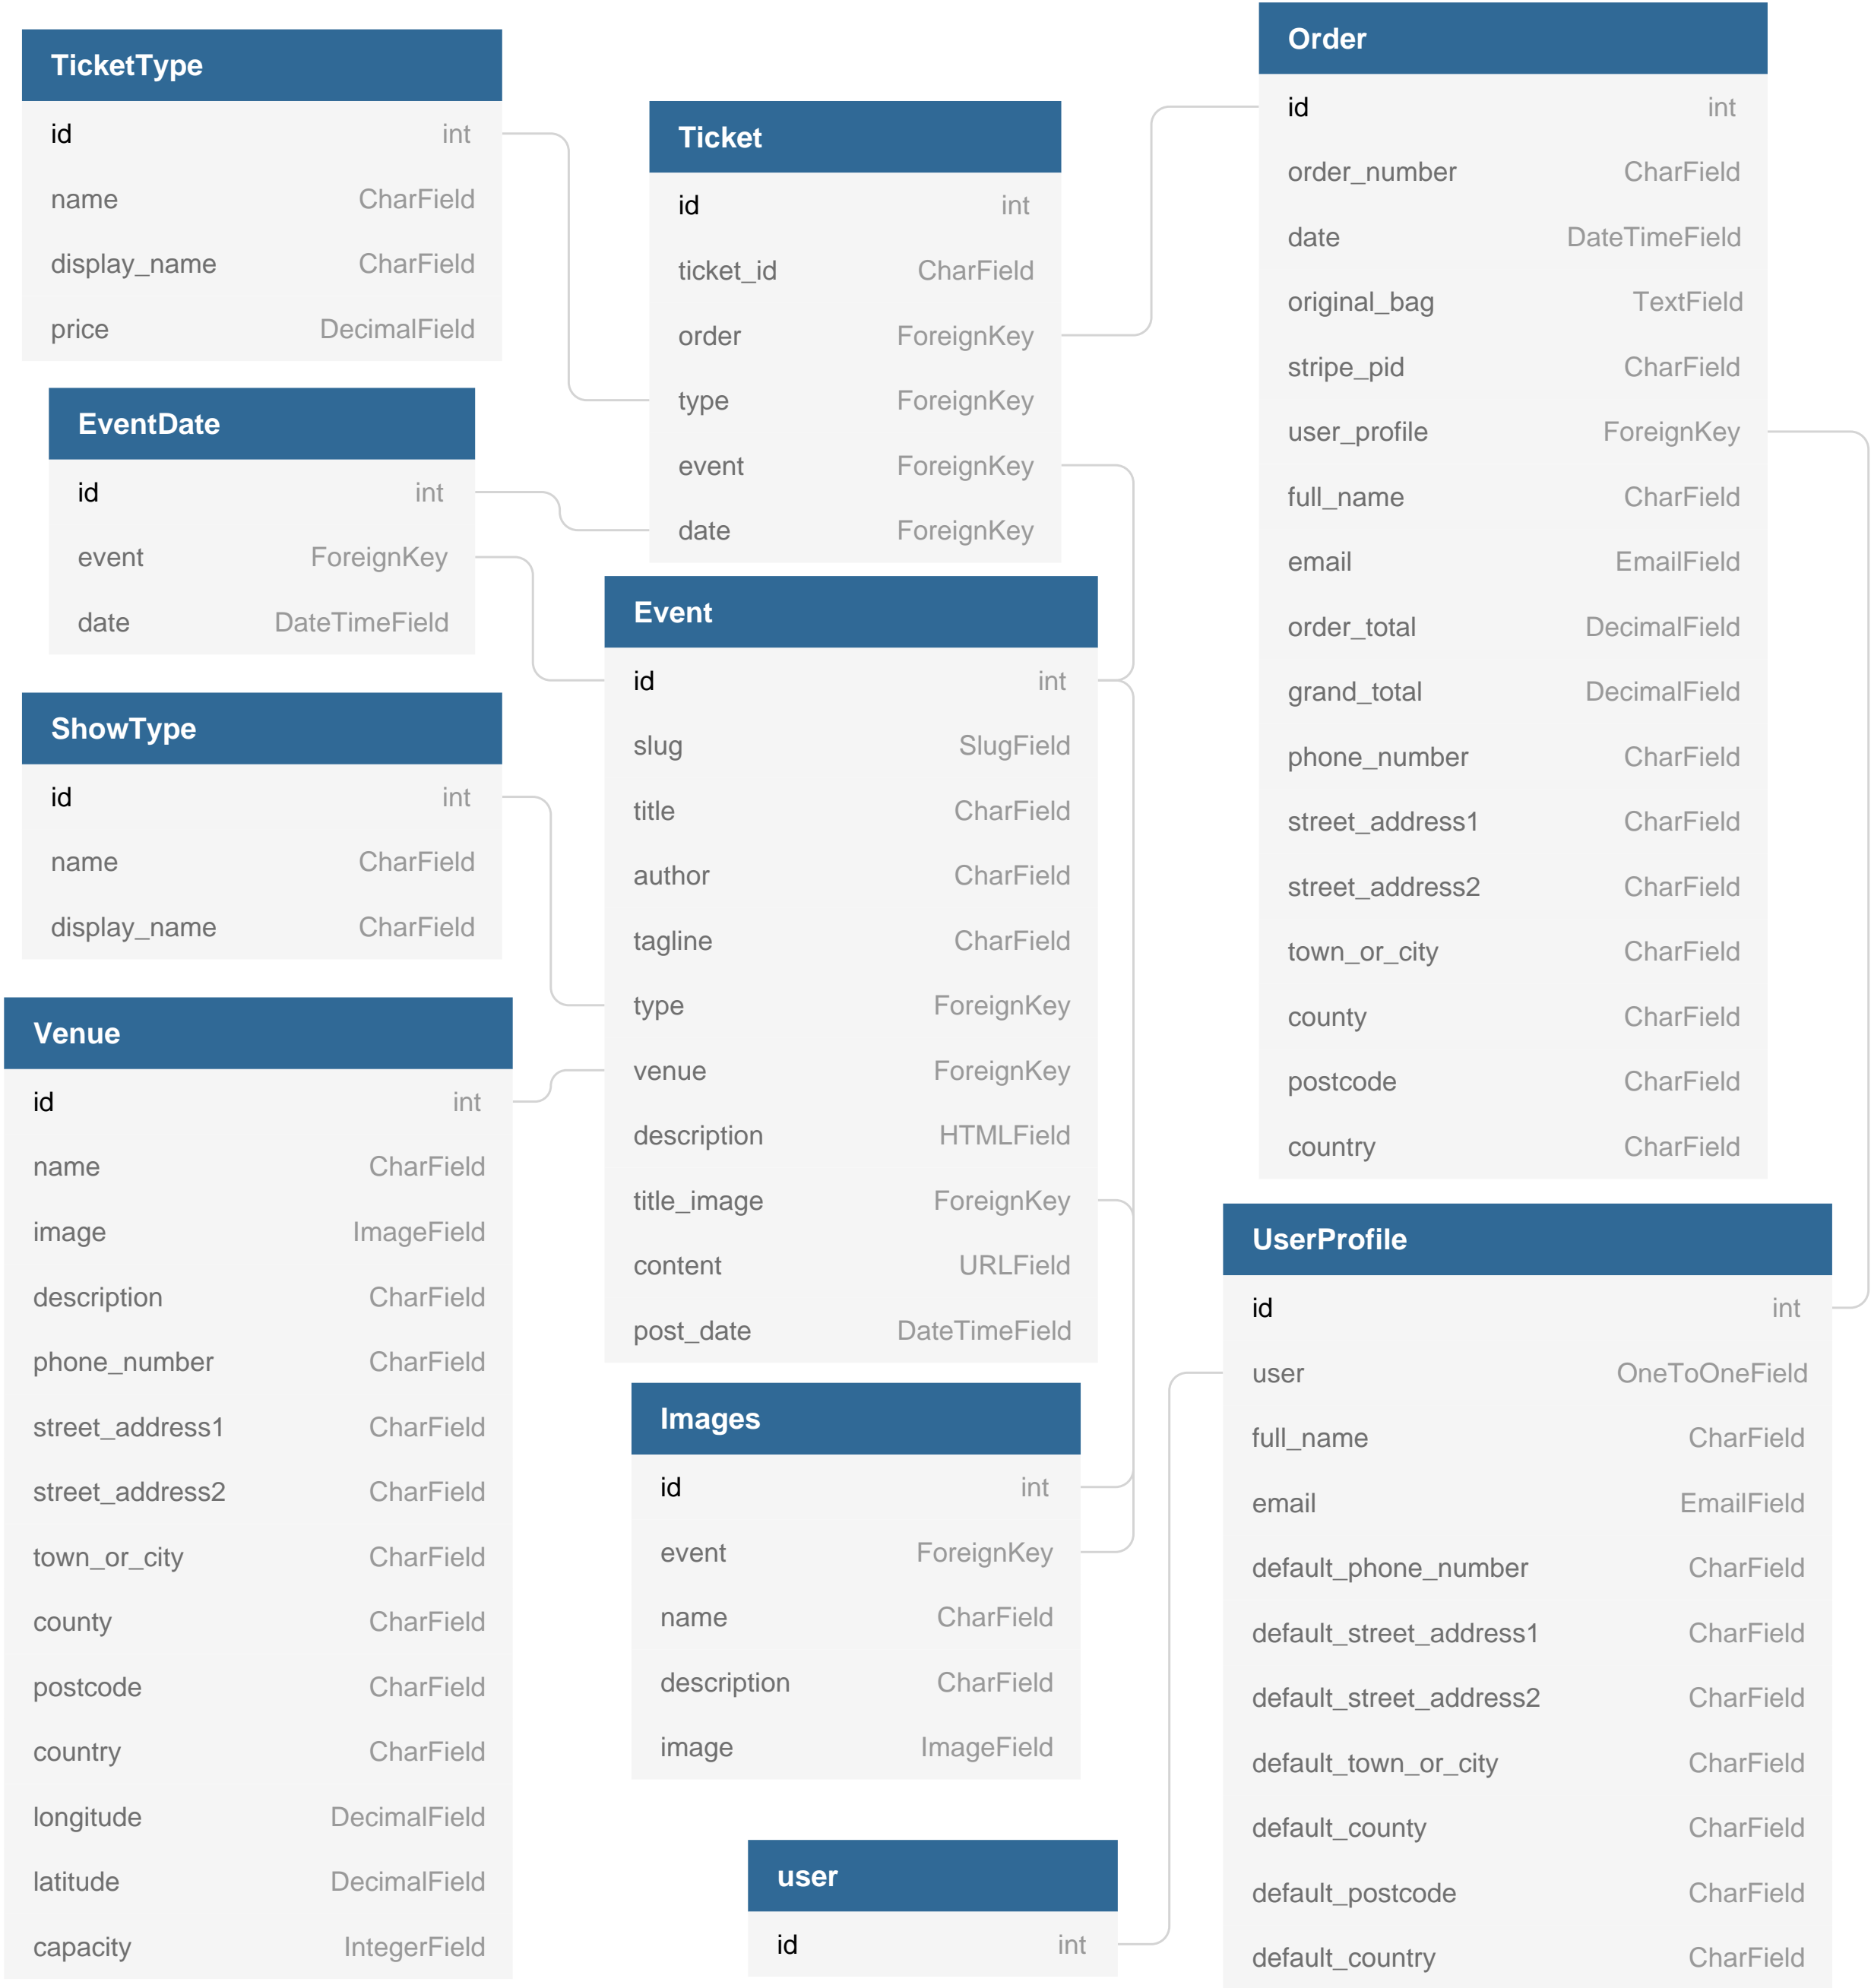 TicketType
id int
name CharField
display_name CharField
price DecimalField
EventDate
id int
event ForeignKey
date DateTimeField
ShowType
id int
name CharField
display_name CharField
Venue
id int
name CharField
image ImageField
description CharField
phone_number CharField
street_address1 CharField
street_address2 CharField
town_or_city CharField
county CharField
postcode CharField
country CharField
longitude DecimalField
latitude DecimalField
capacity IntegerField
Ticket
id int
ticket_id CharField
order ForeignKey
type ForeignKey
event ForeignKey
date ForeignKey
Event
id int
slug SlugField
title CharField
author CharField
tagline CharField
type ForeignKey
venue ForeignKey
description HTMLField
title_image ForeignKey
content URLField
post_date DateTimeField
Images
id int
event ForeignKey
name CharField
description CharField
image ImageField
user
id int
Order
id int
order_number CharField
date DateTimeField
original_bag TextField
stripe_pid CharField
user_profile ForeignKey
full_name CharField
email EmailField
order_total DecimalField
grand_total DecimalField
phone_number CharField
street_address1 CharField
street_address2 CharField
town_or_city CharField
county CharField
postcode CharField
country CharField
UserProfile
id int
user OneToOneField
full_name CharField
email EmailField
default_phone_number CharField
default_street_address1 CharField
default_street_address2 CharField
default_town_or_city CharField
default_county CharField
default_postcode CharField
default_country CharField